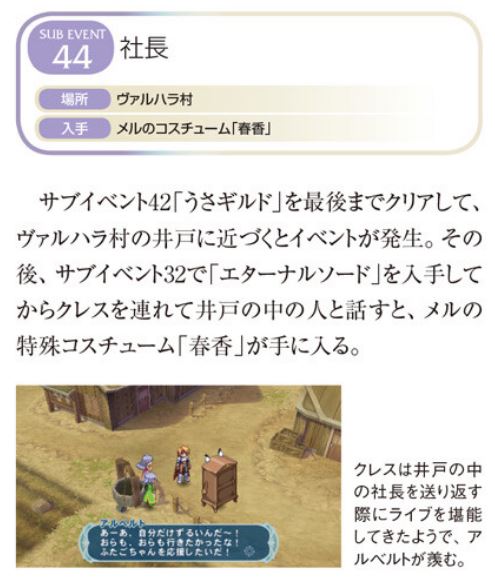 SUB EVENT
44
社長
場所 ヴァルハラ村
入手 メルのコスチューム「春香」
サブイベント42「うさギルド」を最後までクリアして、
ヴァルハラ村の井戸に近づくとイベントが発生。その
後、サブイベント32で「エターナルソード」を入手して
からクレスを連れて井戸の中の人と話すと、メルの
特殊コスチューム「春香」が手に入る。
アルベルト
あーあ、自分だけずるいんだ～！
おらも、おらも行きたかったな！
ふたごちゃんを応援したいだ！
クレスは井戸の中
の社長を送り返す
際にライブを堪能
してきたようで、ア
ルベルトが羨む。